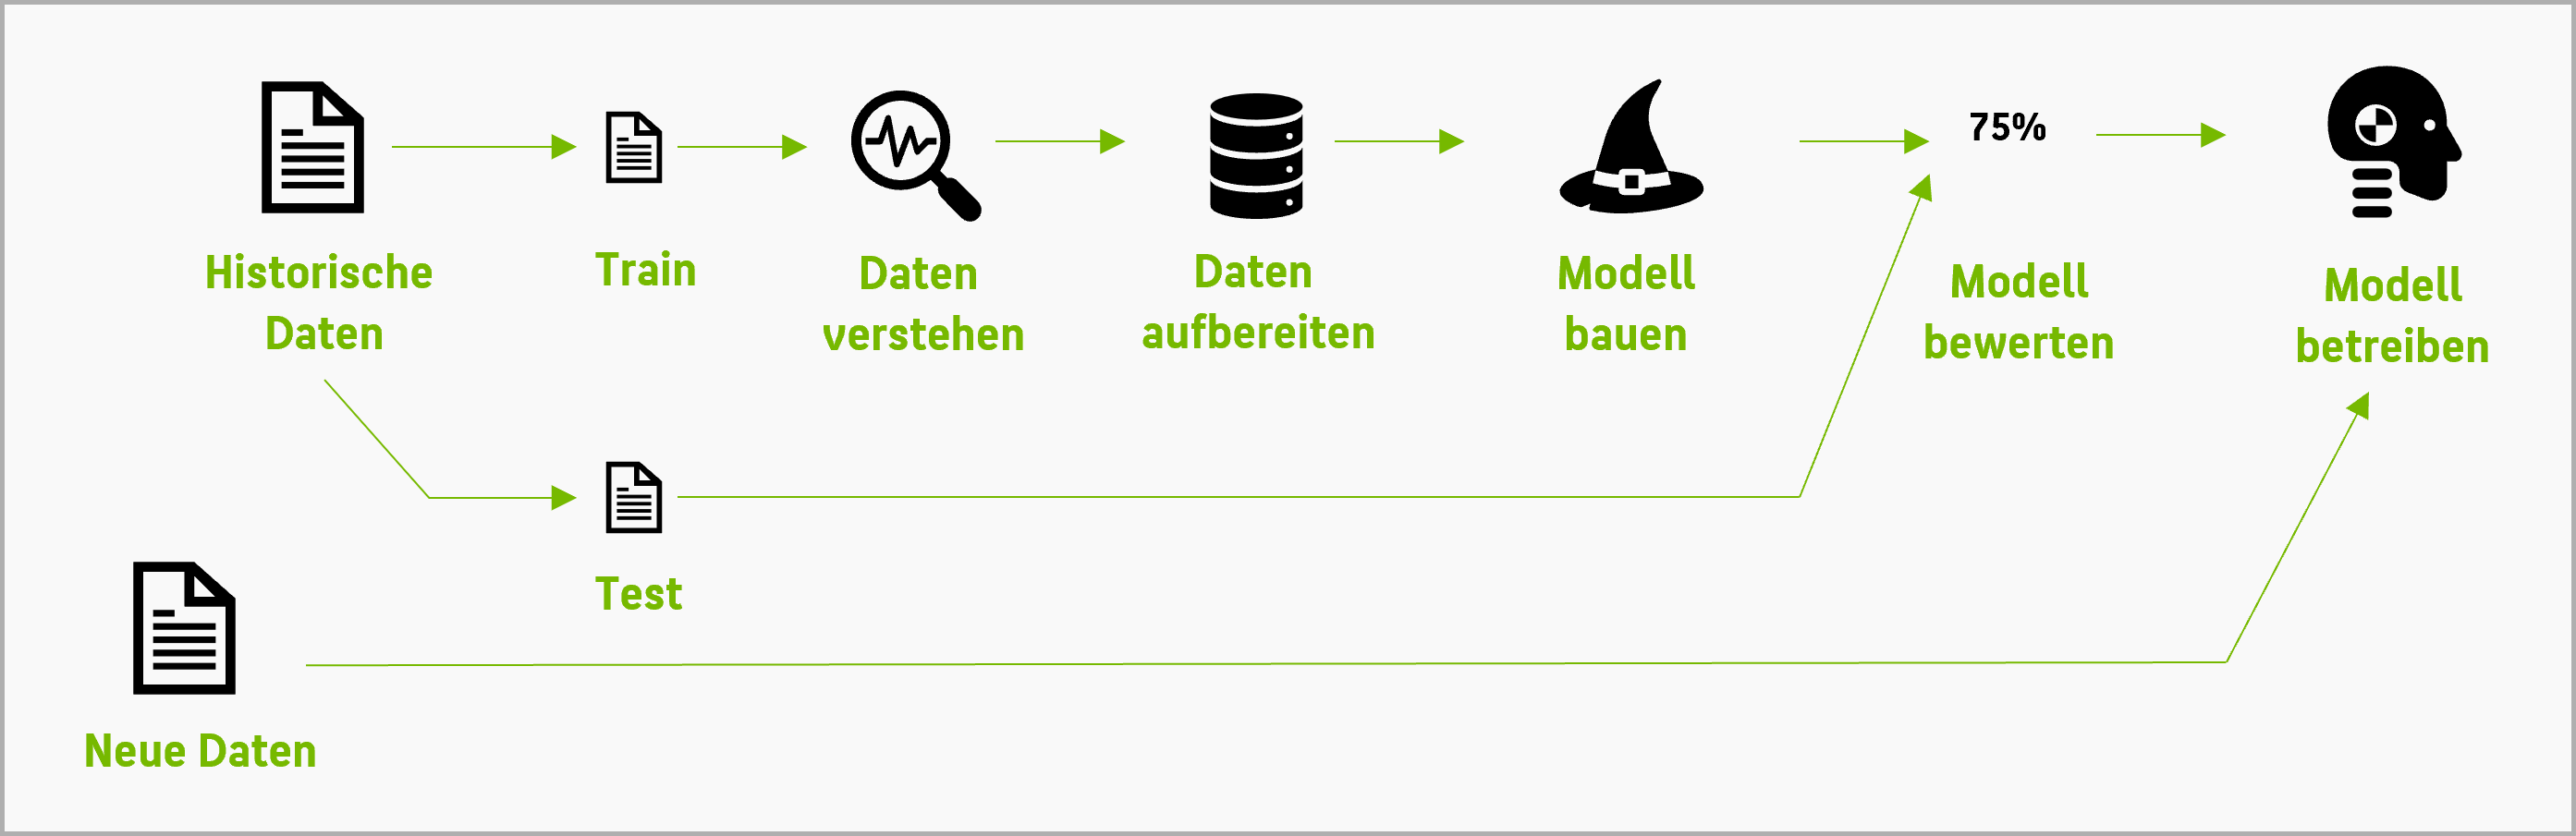 75%
Historische
Daten
Train
Daten
verstehen
Daten
aufbereiten
Modell
bauen
Modell
bewerten
Modell
betreiben
Test
Neue Daten